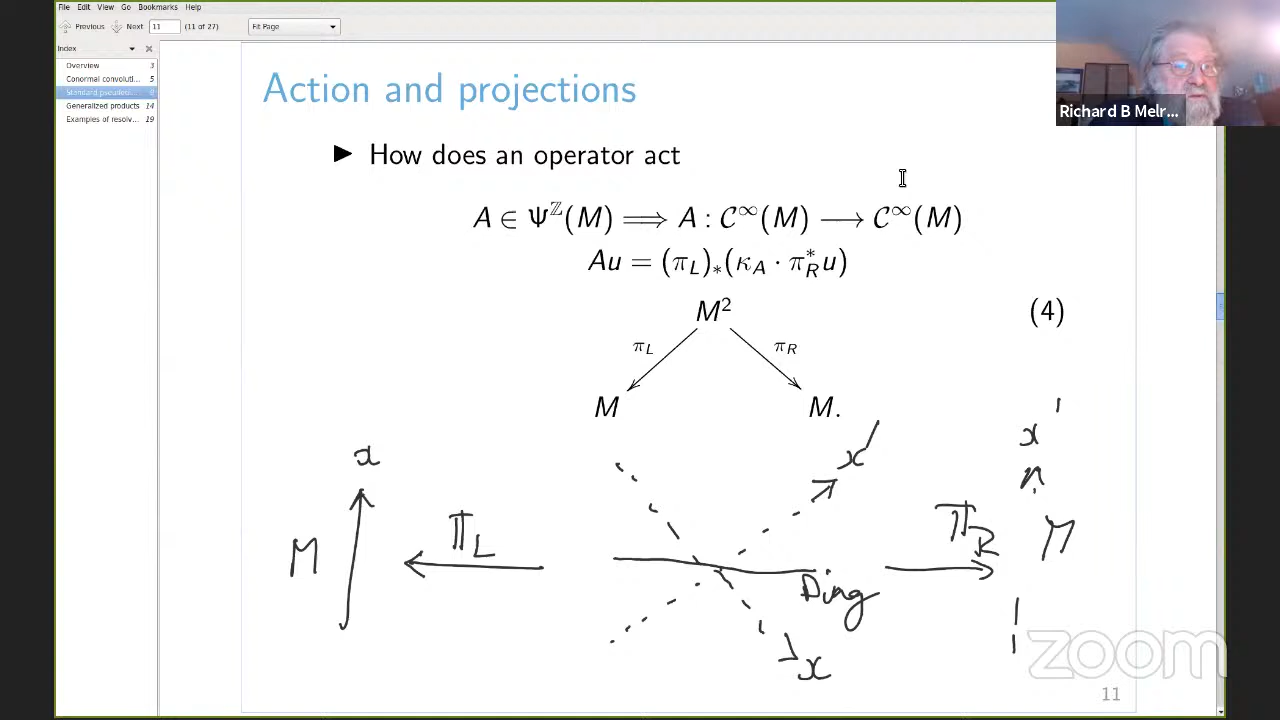 File Edit View Go Bookmarks Help
Previous Next 11 (11 of 27) Fit Page
Index
Overview 3
Conormal convoluti... 5
Standard pseudod... 8
Generalized products 14
Examples of resolv... 19
Richard B Melr...
Action and projections
▶ How does an operator act
A ∈ Ψ^ℤ(M) ⟹ A : 𝒞^∞(M) ⟶ 𝒞^∞(M)
Au = (π_L)_*(κ_A · π_R^* u)
M²
(4)
π_L π_R
M M.
x x' x'
M π_L π_R M
Diag
x
zoom
11